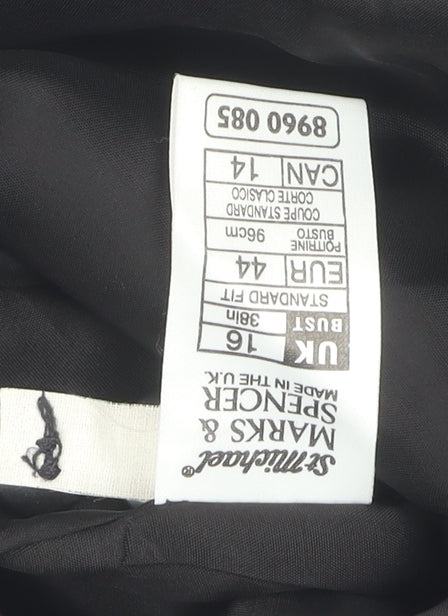 St Michael®
MARKS &
SPENCER
MADE IN THE U.K.
UK 16
BUST 38in
STANDARD FIT
EUR 44
POITRINE
BUSTO 96cm
COUPE STANDARD
CORTE CLASICO
CAN 14
8960 085